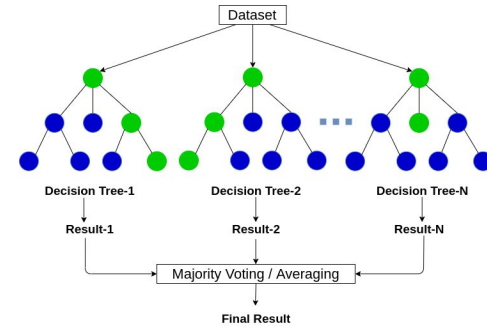 Dataset
Decision Tree-1
Decision Tree-2
Decision Tree-N
Result-1
Result-2
Result-N
Majority Voting / Averaging
Final Result